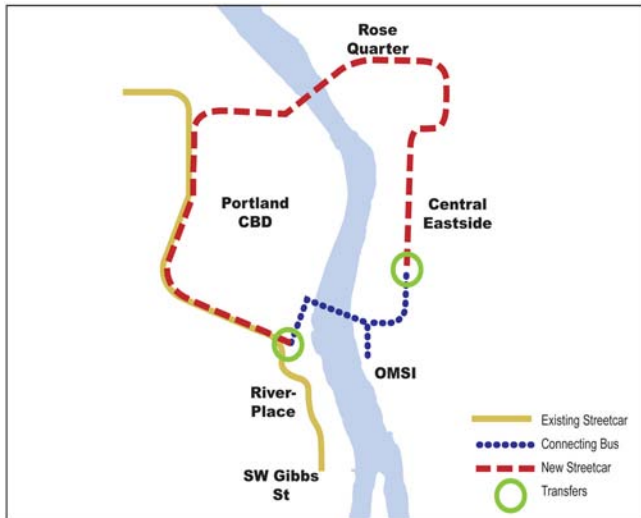 Rose
Quarter
Portland
CBD
Central
Eastside
OMSI
River-
Place
SW Gibbs
St
Existing Streetcar
Connecting Bus
New Streetcar
Transfers